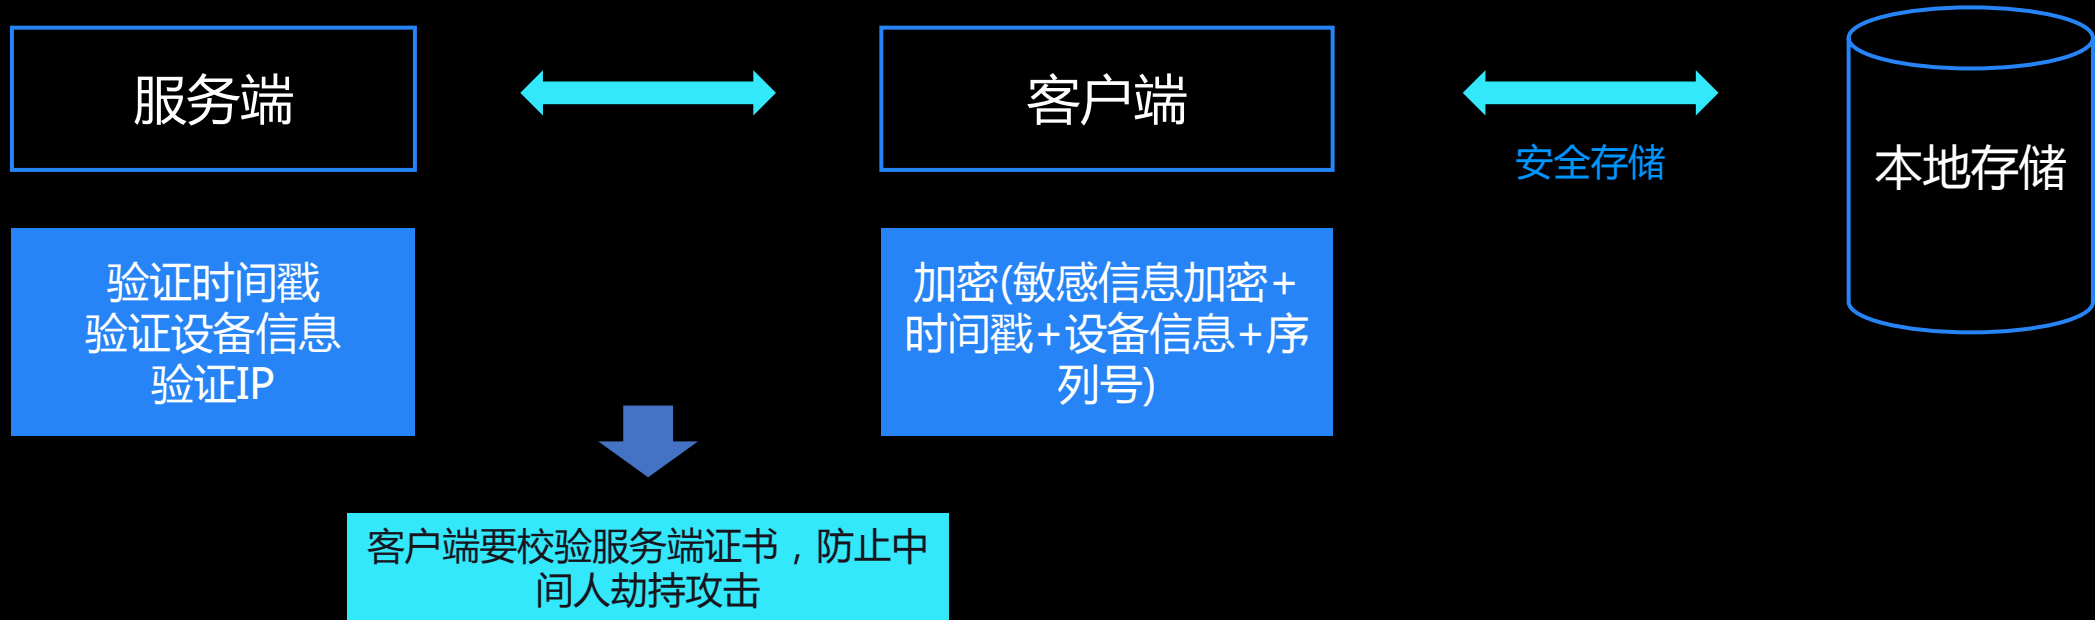 服务端
客户端
安全存储
本地存储
验证时间戳
验证设备信息
验证IP
加密(敏感信息加密+
时间戳+设备信息+序
列号)
客户端要校验服务端证书，防止中
间人劫持攻击